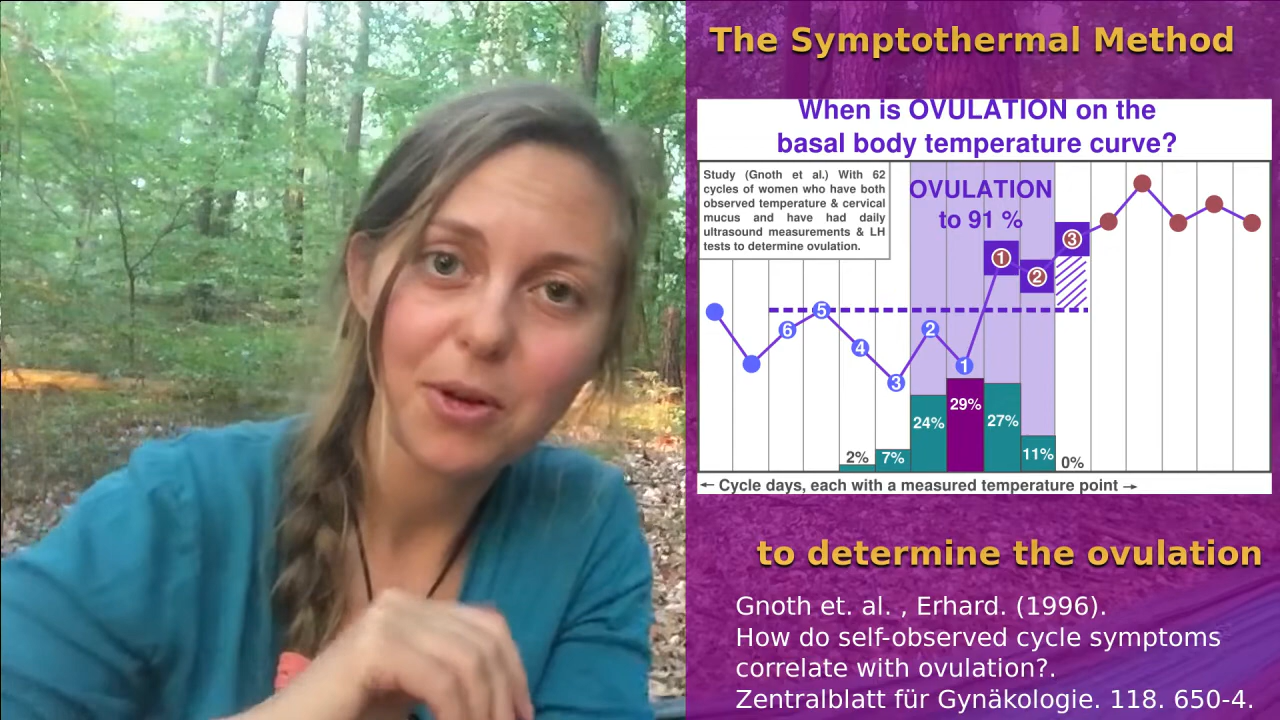 The Symptothermal Method
When is OVULATION on the
basal body temperature curve?
Study (Gnoth et al.) With 62
cycles of women who have both
observed temperature & cervical
mucus and have had daily
ultrasound measurements & LH
tests to determine ovulation.
OVULATION
to 91 %
1
2
3
6
5
4
3
2
1
2%
7%
24%
29%
27%
11%
0%
← Cycle days, each with a measured temperature point →
to determine the ovulation
Gnoth et. al. , Erhard. (1996).
How do self-observed cycle symptoms
correlate with ovulation?.
Zentralblatt für Gynäkologie. 118. 650-4.